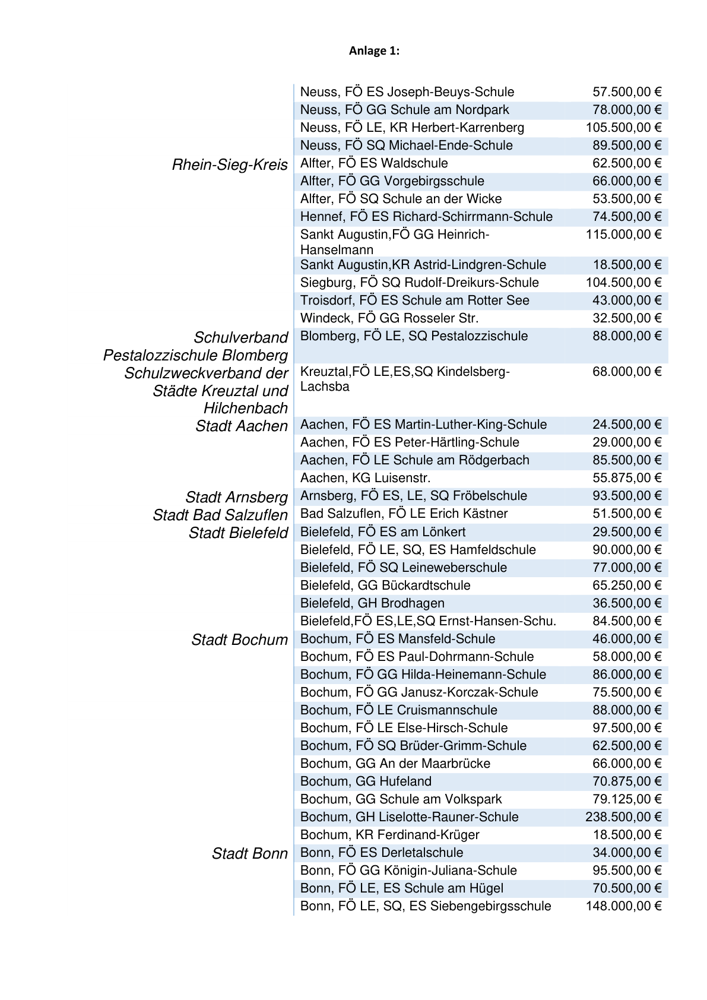 Anlage 1:
Neuss, FÖ ES Joseph-Beuys-Schule 57.500,00 €
Neuss, FÖ GG Schule am Nordpark 78.000,00 €
Neuss, FÖ LE, KR Herbert-Karrenberg 105.500,00 €
Neuss, FÖ SQ Michael-Ende-Schule 89.500,00 €
Rhein-Sieg-Kreis Alfter, FÖ ES Waldschule 62.500,00 €
Alfter, FÖ GG Vorgebirgsschule 66.000,00 €
Alfter, FÖ SQ Schule an der Wicke 53.500,00 €
Hennef, FÖ ES Richard-Schirrmann-Schule 74.500,00 €
Sankt Augustin,FÖ GG Heinrich- 115.000,00 €
Hanselmann
Sankt Augustin,KR Astrid-Lindgren-Schule 18.500,00 €
Siegburg, FÖ SQ Rudolf-Dreikurs-Schule 104.500,00 €
Troisdorf, FÖ ES Schule am Rotter See 43.000,00 €
Windeck, FÖ GG Rosseler Str. 32.500,00 €
Schulverband Blomberg, FÖ LE, SQ Pestalozzischule 88.000,00 €
Pestalozzischule Blomberg
Schulzweckverband der Kreuztal,FÖ LE,ES,SQ Kindelsberg- 68.000,00 €
Städte Kreuztal und Lachsba
Hilchenbach
Stadt Aachen Aachen, FÖ ES Martin-Luther-King-Schule 24.500,00 €
Aachen, FÖ ES Peter-Härtling-Schule 29.000,00 €
Aachen, FÖ LE Schule am Rödgerbach 85.500,00 €
Aachen, KG Luisenstr. 55.875,00 €
Stadt Arnsberg Arnsberg, FÖ ES, LE, SQ Fröbelschule 93.500,00 €
Stadt Bad Salzuflen Bad Salzuflen, FÖ LE Erich Kästner 51.500,00 €
Stadt Bielefeld Bielefeld, FÖ ES am Lönkert 29.500,00 €
Bielefeld, FÖ LE, SQ, ES Hamfeldschule 90.000,00 €
Bielefeld, FÖ SQ Leineweberschule 77.000,00 €
Bielefeld, GG Bückardtschule 65.250,00 €
Bielefeld, GH Brodhagen 36.500,00 €
Bielefeld,FÖ ES,LE,SQ Ernst-Hansen-Schu. 84.500,00 €
Stadt Bochum Bochum, FÖ ES Mansfeld-Schule 46.000,00 €
Bochum, FÖ ES Paul-Dohrmann-Schule 58.000,00 €
Bochum, FÖ GG Hilda-Heinemann-Schule 86.000,00 €
Bochum, FÖ GG Janusz-Korczak-Schule 75.500,00 €
Bochum, FÖ LE Cruismannschule 88.000,00 €
Bochum, FÖ LE Else-Hirsch-Schule 97.500,00 €
Bochum, FÖ SQ Brüder-Grimm-Schule 62.500,00 €
Bochum, GG An der Maarbrücke 66.000,00 €
Bochum, GG Hufeland 70.875,00 €
Bochum, GG Schule am Volkspark 79.125,00 €
Bochum, GH Liselotte-Rauner-Schule 238.500,00 €
Bochum, KR Ferdinand-Krüger 18.500,00 €
Stadt Bonn Bonn, FÖ ES Derletalschule 34.000,00 €
Bonn, FÖ GG Königin-Juliana-Schule 95.500,00 €
Bonn, FÖ LE, ES Schule am Hügel 70.500,00 €
Bonn, FÖ LE, SQ, ES Siebengebirgsschule 148.000,00 €